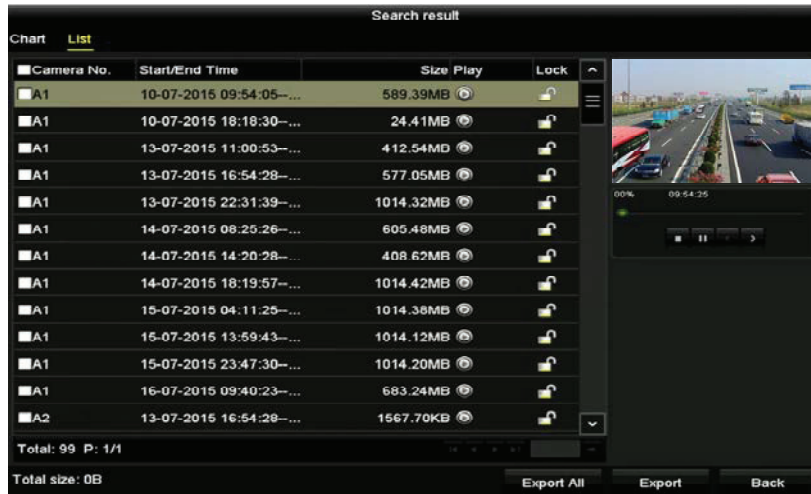 Search result
Chart List
Camera No. Start/End Time Size Play Lock
A1 10-07-2015 09:54:05--... 589.39MB
A1 10-07-2015 18:18:30--... 24.41MB
A1 13-07-2015 11:00:53--... 412.54MB
A1 13-07-2015 16:54:28--... 577.05MB
A1 13-07-2015 22:31:39--... 1014.32MB
A1 14-07-2015 08:25:26--... 605.48MB
A1 14-07-2015 14:20:28--... 408.62MB
A1 14-07-2015 18:19:57--... 1014.42MB
A1 15-07-2015 04:11:25--... 1014.38MB
A1 15-07-2015 13:59:43--... 1014.12MB
A1 15-07-2015 23:47:30--... 1014.20MB
A1 16-07-2015 09:40:23--... 683.24MB
A2 13-07-2015 16:54:28--... 1567.70KB
00% 09:54:25
Total: 99 P: 1/1
Total size: 0B
Export All Export Back